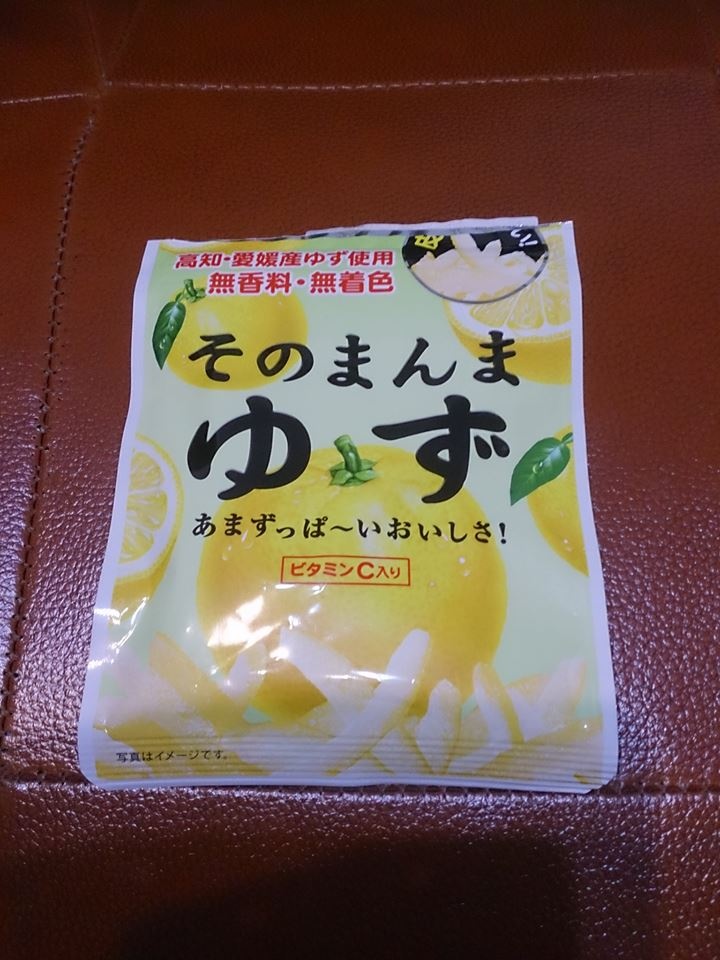 高知・愛媛産ゆず使用
無香料・無着色
そのまんま
ゆず
あまずっぱ〜いおいしさ!
ビタミンC入り
写真はイメージです。